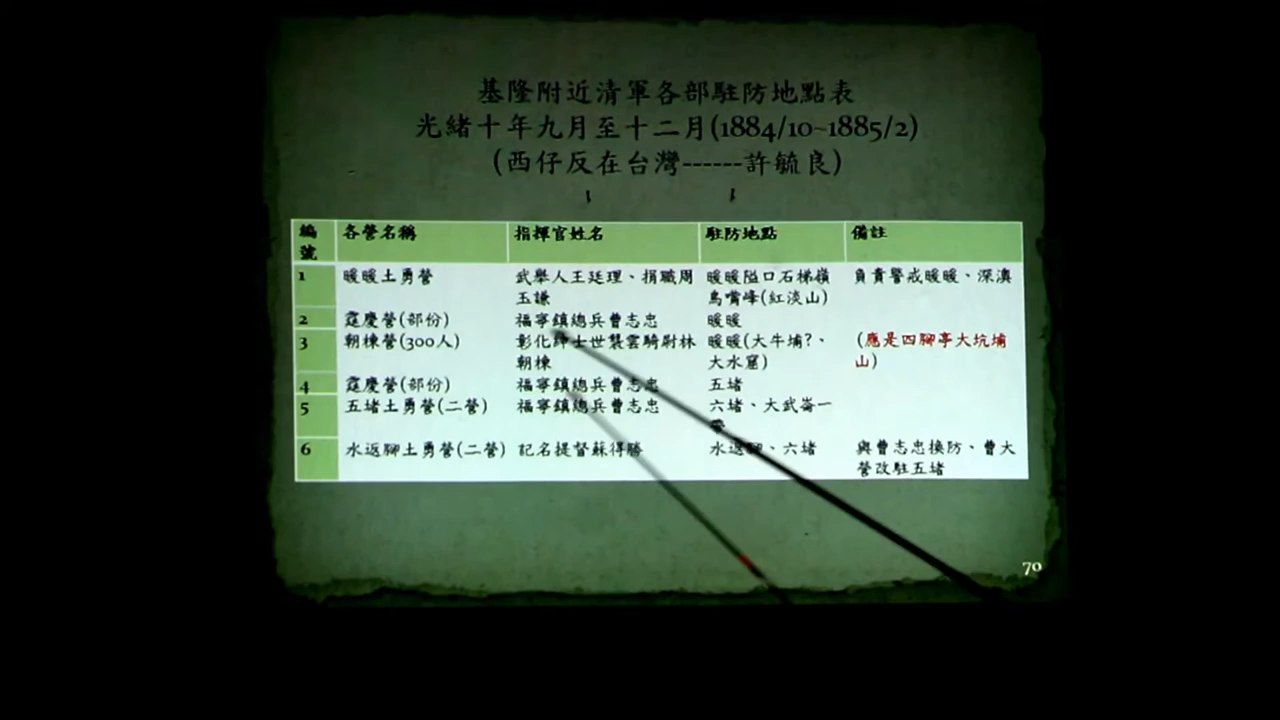 基隆附近清軍各部駐防地點表
光緒十年九月至十二月(1884/10~1885/2)
(西仔反在台灣------許毓良)
編號 各營名稱 指揮官姓名 駐防地點 備註
1 暖暖土勇營 武舉人王廷理、捐職周玉謙 暖暖隘口石梯嶺鳥嘴峰(紅淡山) 負責警戒暖暖、深澳
2 霆慶營(部份) 福寧鎮總兵曹志忠 暖暖
3 朝棟營(300人) 彰化紳士世襲雲騎尉林朝棟 暖暖(大牛埔?、大水窟) (應是四腳亭大坑埔山)
4 霆慶營(部份) 福寧鎮總兵曹志忠 五堵
5 五堵土勇營(二營) 福寧鎮總兵曹志忠 六堵、大武崙一帶
6 水返腳土勇營(二營) 記名提督蘇得勝 水返腳、六堵 與曹志忠換防、曹大營改駐五堵
70